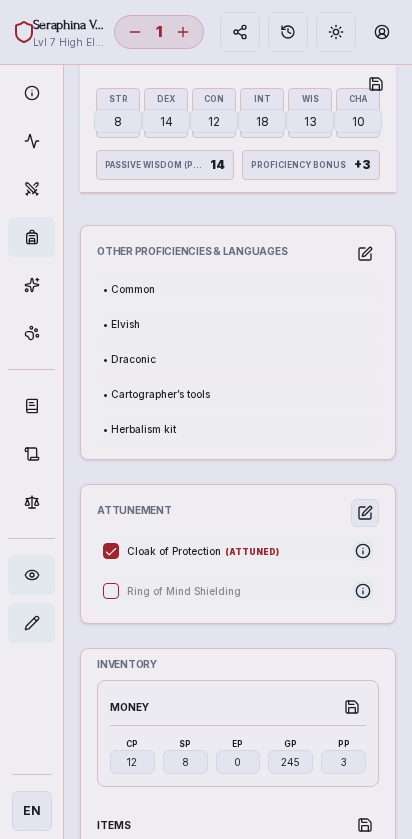 Seraphina V...
Lvl 7 High El...
1
STR DEX CON INT WIS CHA
8 14 12 18 13 10
PASSIVE WISDOM (P... 14 PROFICIENCY BONUS +3
OTHER PROFICIENCIES & LANGUAGES
• Common
• Elvish
• Draconic
• Cartographer's tools
• Herbalism kit
ATTUNEMENT
Cloak of Protection (ATTUNED)
Ring of Mind Shielding
INVENTORY
MONEY
CP SP EP GP PP
12 8 0 245 3
ITEMS
EN